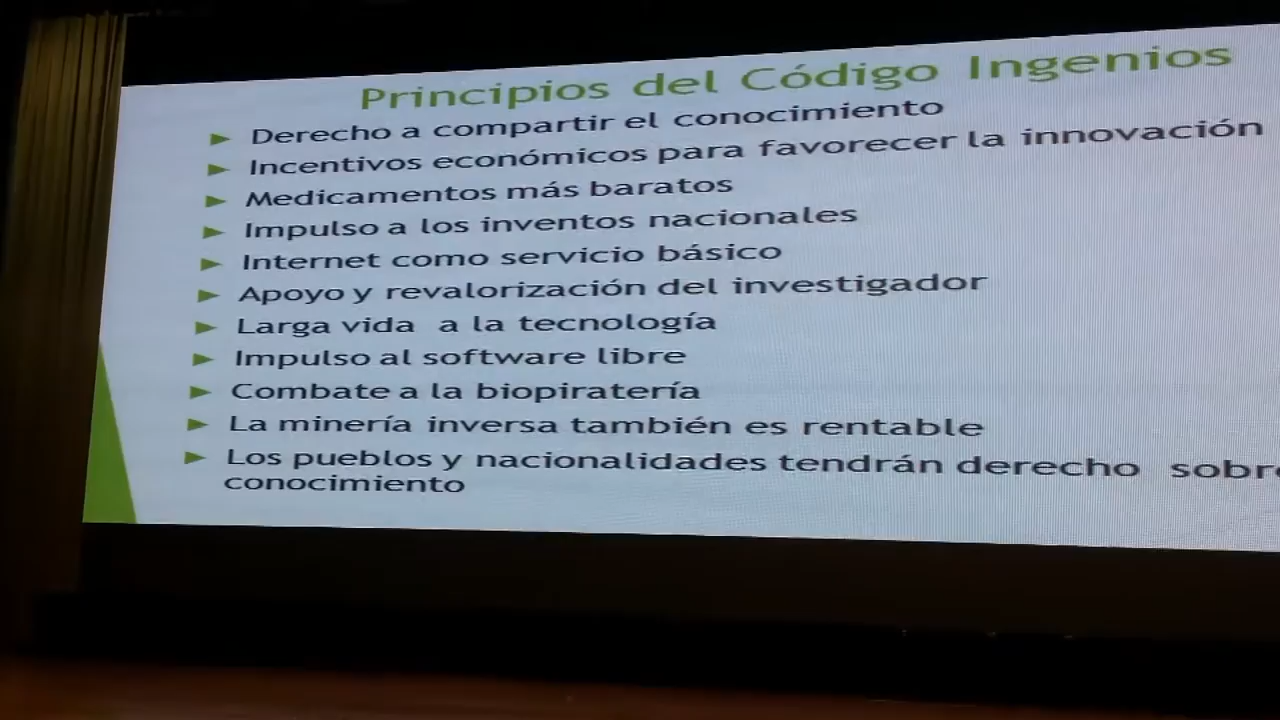 Principios del Código Ingenios
Derecho a compartir el conocimiento
Incentivos económicos para favorecer la innovación
Medicamentos más baratos
Impulso a los inventos nacionales
Internet como servicio básico
Apoyo y revalorización del investigador
Larga vida a la tecnología
Impulso al software libre
Combate a la biopiratería
La minería inversa también es rentable
Los pueblos y nacionalidades tendrán derecho
conocimiento